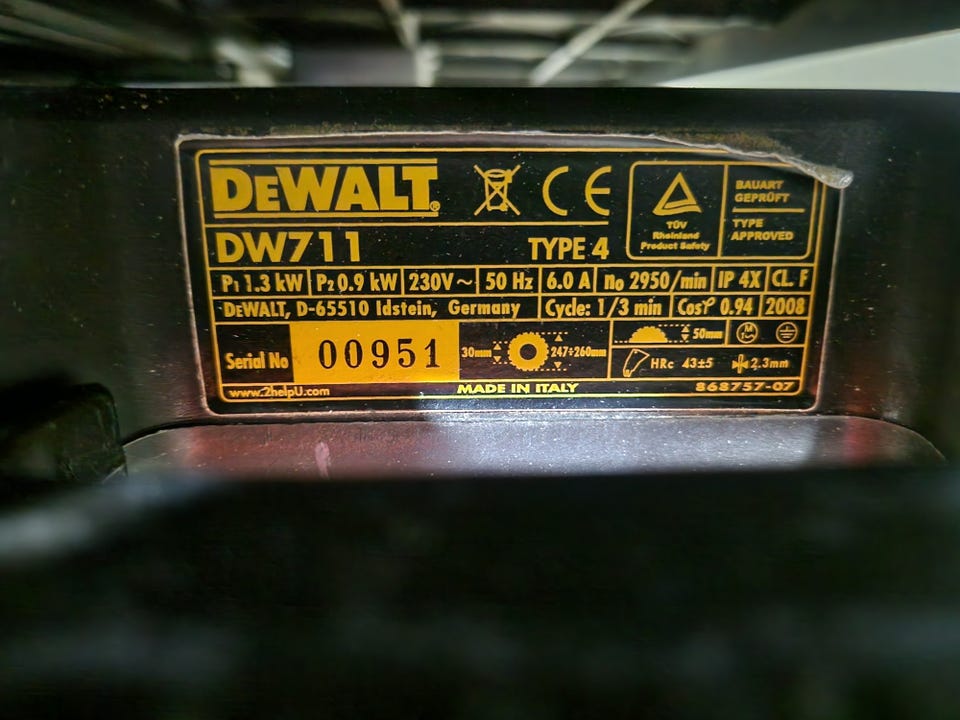 DEWALT®
CE
TÜV
Rheinland
Product Safety
BAUART
GEPRÜFT
TYPE
APPROVED
DW711 TYPE 4
P1 1.3 kW P2 0.9 kW 230V~ 50 Hz 6.0 A no 2950/min IP 4X CL. F
DEWALT, D-65510 Idstein, Germany Cycle: 1/3 min Cosφ 0.94 2008
Serial No 00951
30mm 247÷260mm
50mm
HRc 43±5 2.3mm
www.2helpU.com MADE IN ITALY 868757-07